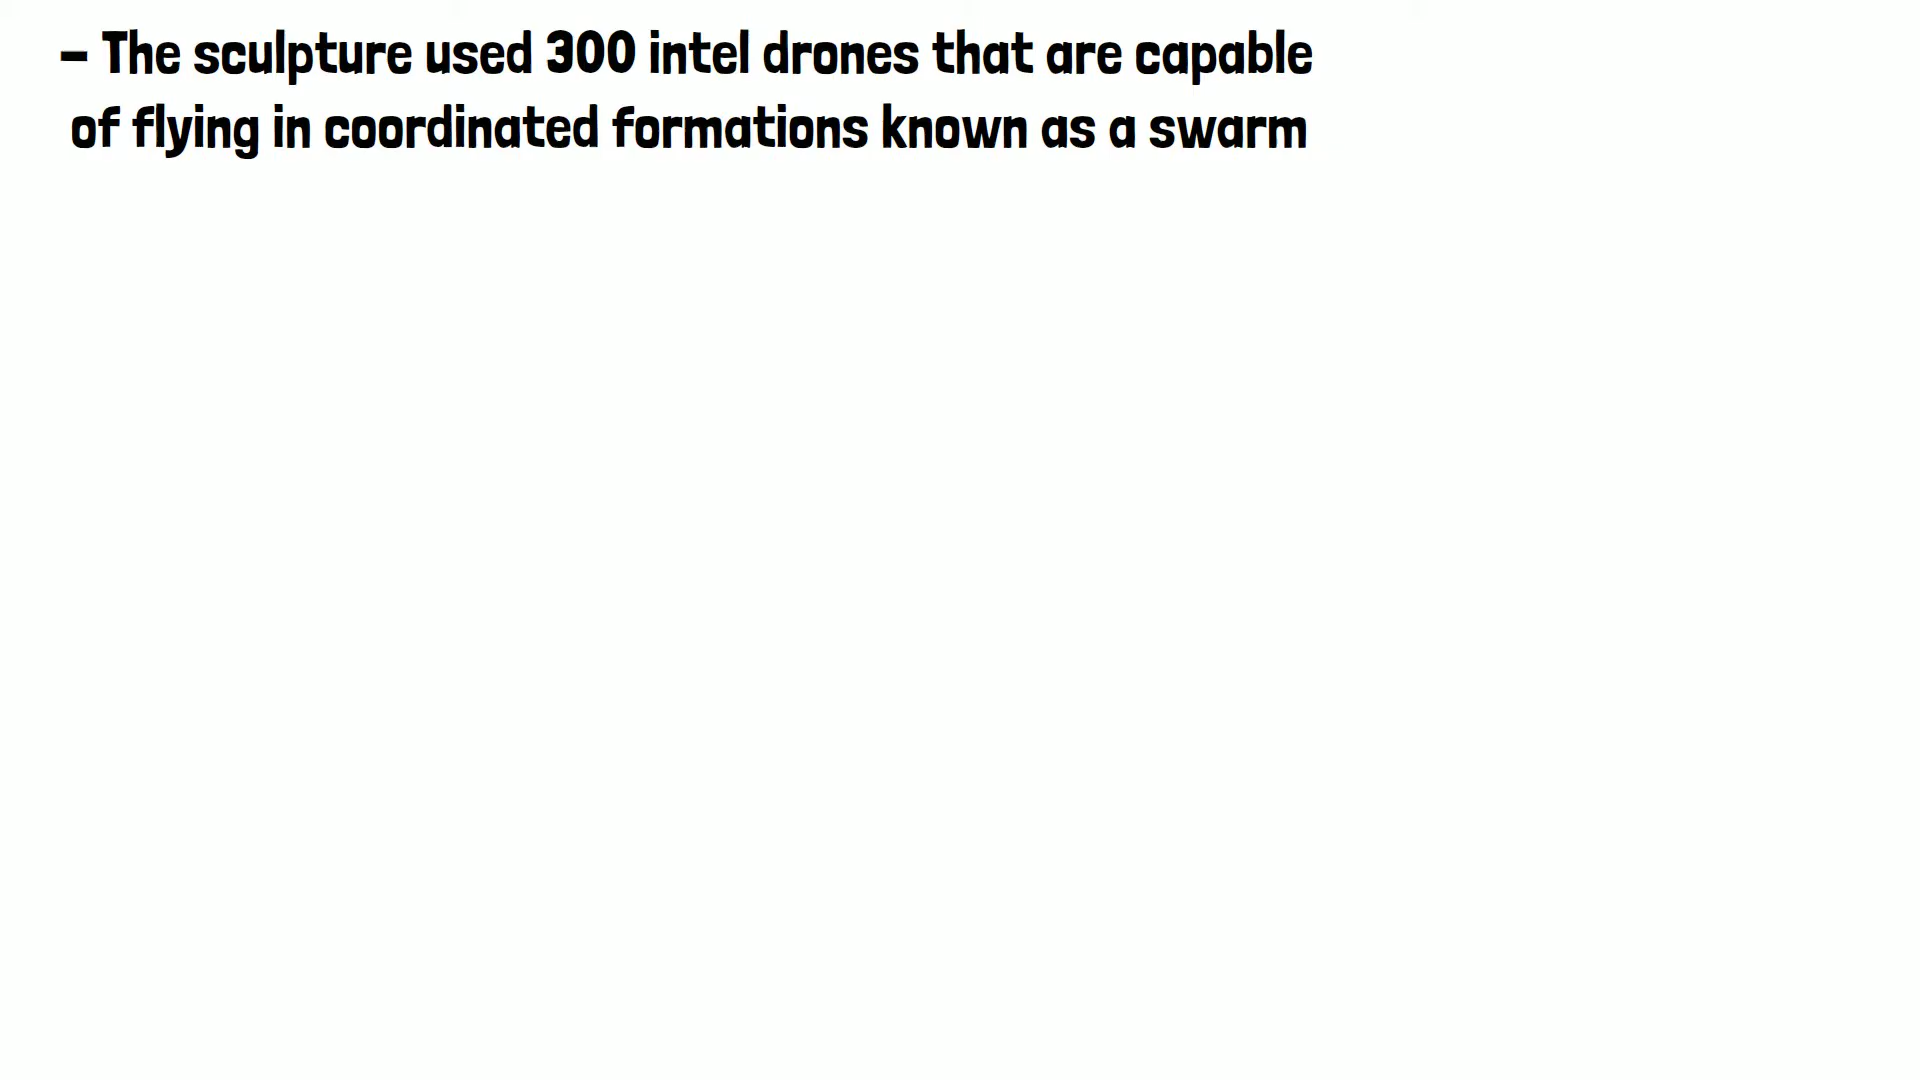 - The sculpture used 300 intel drones that are capable
of flying in coordinated formations known as a swarm